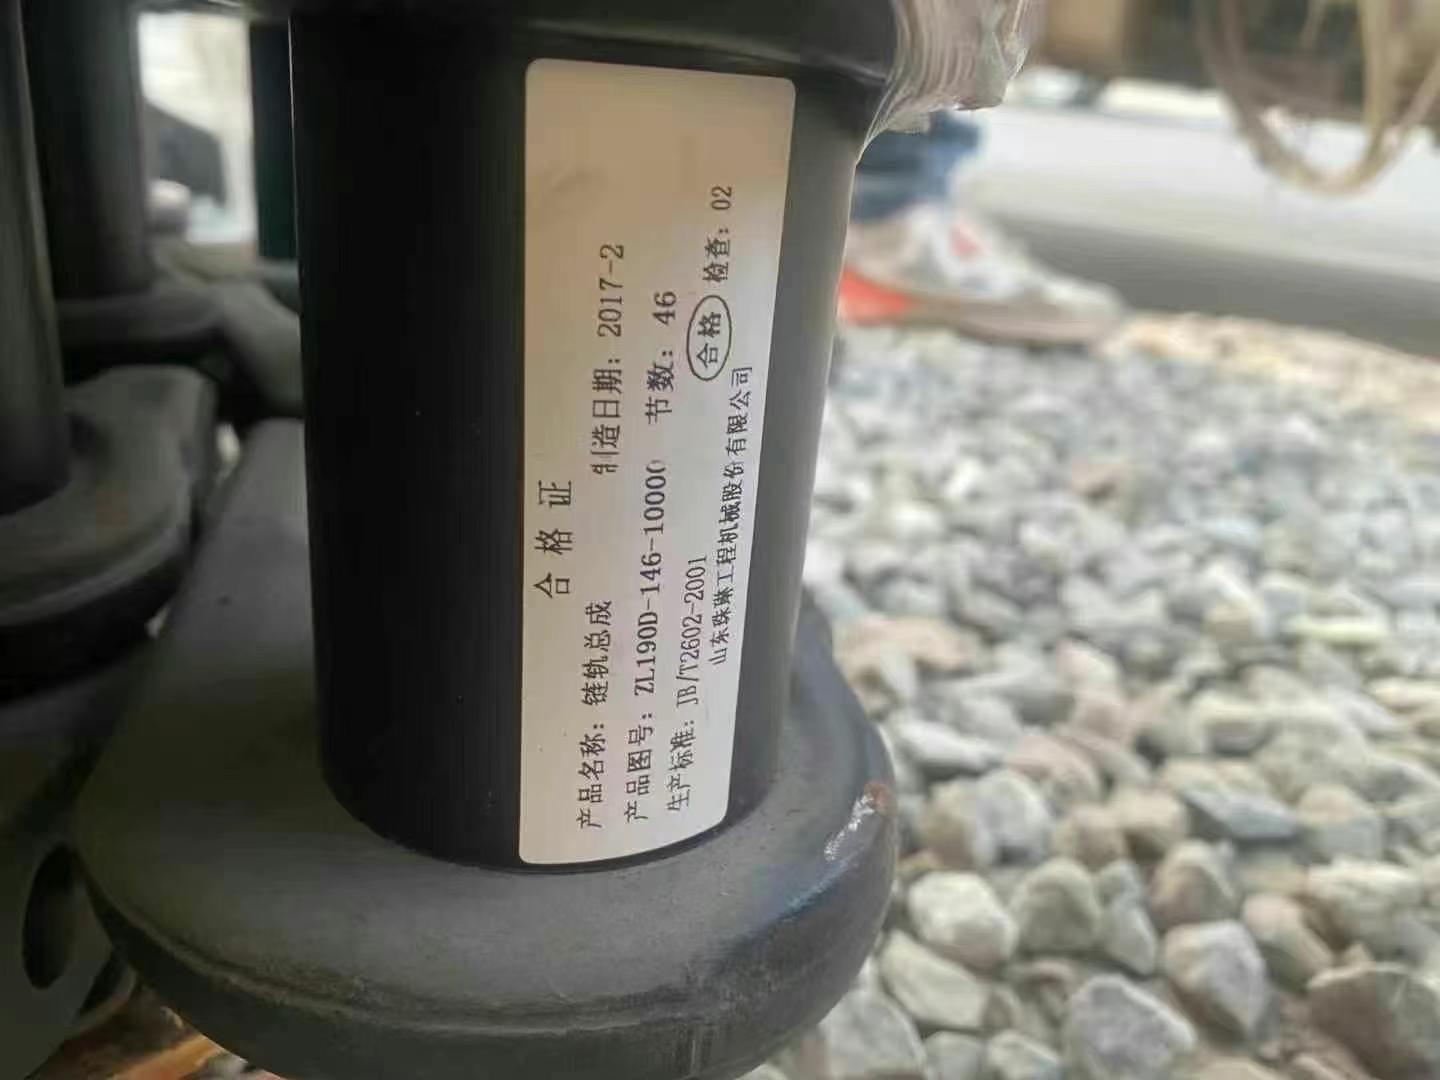 合格证
制造日期：2017-2
产品名称：链轨总成
产品图号：ZL190D-146-10000 节数：46
生产标准：JB/T2602-2001 合格 检查：02
山东珠琳工程机械股份有限公司